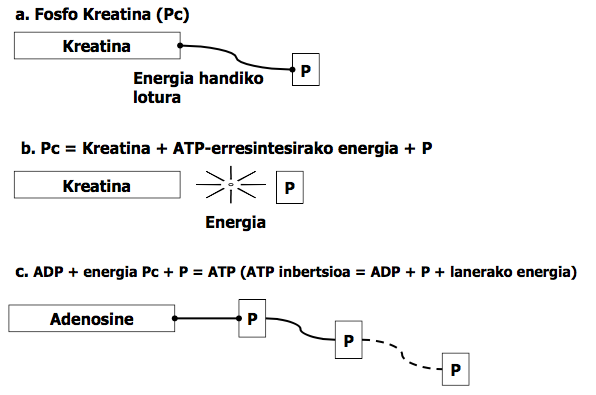 a. Fosfo Kreatina (Pc)
Kreatina
P
Energia handiko
lotura
b. Pc = Kreatina + ATP-erresintesirako energia + P
Kreatina
P
Energia
c. ADP + energia Pc + P = ATP (ATP inbertsioa = ADP + P + lanerako energia)
Adenosine
P
P
P